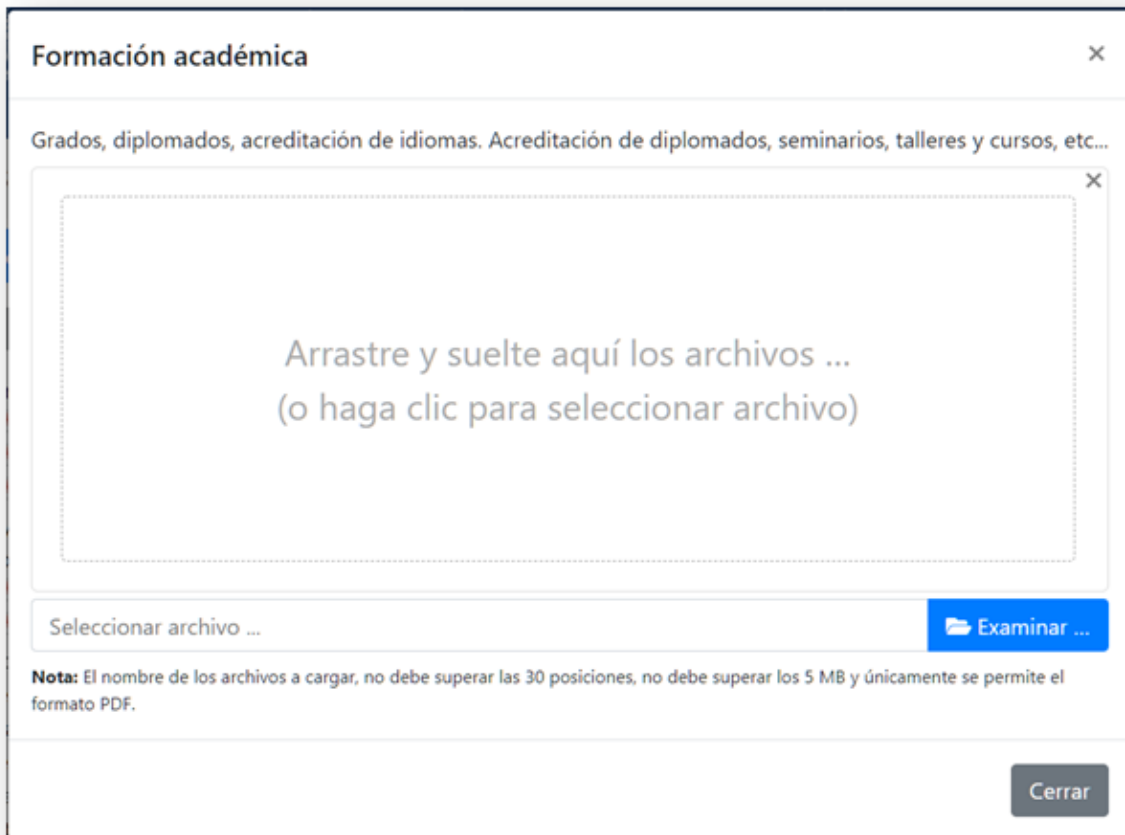 Formación académica
Grados, diplomados, acreditación de idiomas. Acreditación de diplomados, seminarios, talleres y cursos, etc...
Arrastre y suelte aquí los archivos ...
(o haga clic para seleccionar archivo)
Seleccionar archivo ...
Examinar ...
Nota: El nombre de los archivos a cargar, no debe superar las 30 posiciones, no debe superar los 5 MB y únicamente se permite el
formato PDF.
Cerrar